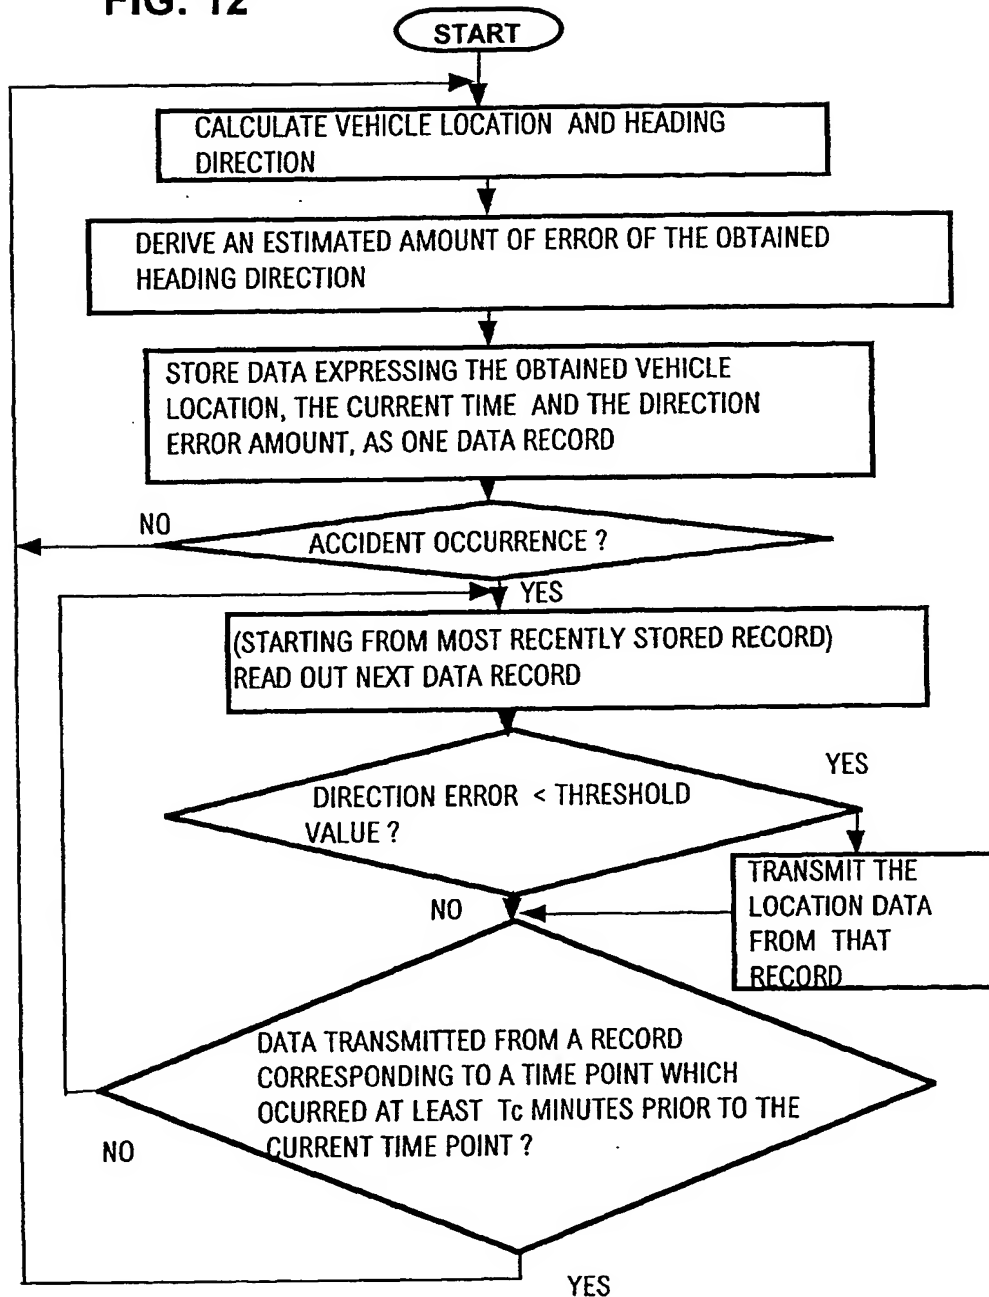 FIG. 12
START
CALCULATE VEHICLE LOCATION AND HEADING
DIRECTION
DERIVE AN ESTIMATED AMOUNT OF ERROR OF THE OBTAINED
HEADING DIRECTION
STORE DATA EXPRESSING THE OBTAINED VEHICLE
LOCATION, THE CURRENT TIME AND THE DIRECTION
ERROR AMOUNT, AS ONE DATA RECORD
NO
ACCIDENT OCCURRENCE ?
YES
(STARTING FROM MOST RECENTLY STORED RECORD)
READ OUT NEXT DATA RECORD
YES
DIRECTION ERROR < THRESHOLD
VALUE ?
TRANSMIT THE
LOCATION DATA
FROM THAT
RECORD
NO
DATA TRANSMITTED FROM A RECORD
CORRESPONDING TO A TIME POINT WHICH
OCURRED AT LEAST Tc MINUTES PRIOR TO THE
CURRENT TIME POINT ?
NO
YES